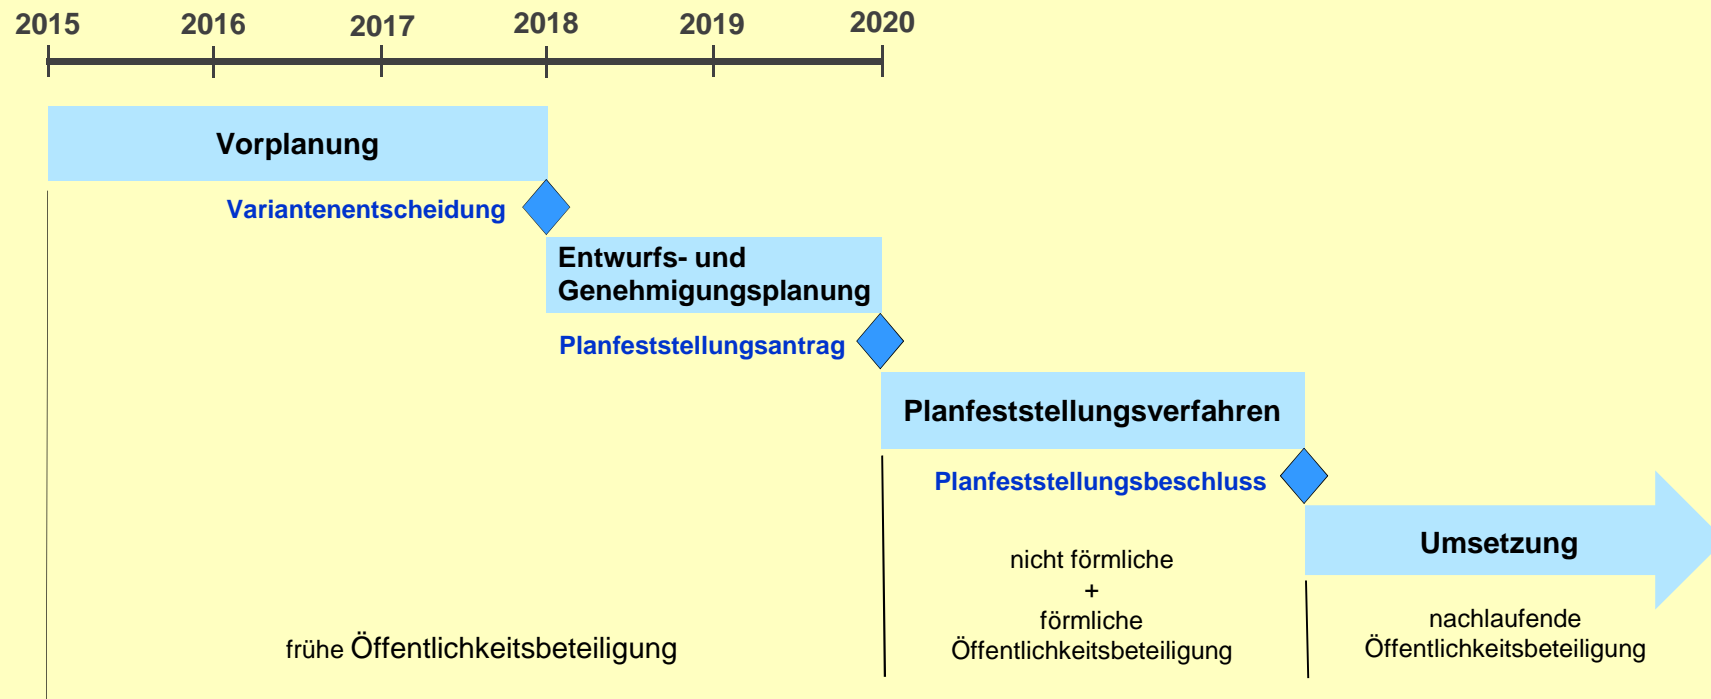 2015 2016 2017 2018 2019 2020
Vorplanung
Variantenentscheidung
Entwurfs- und
Genehmigungsplanung
Planfeststellungsantrag
Planfeststellungsverfahren
Planfeststellungsbeschluss
Umsetzung
frühe Öffentlichkeitsbeteiligung
nicht förmliche
+
förmliche
Öffentlichkeitsbeteiligung
nachlaufende
Öffentlichkeitsbeteiligung